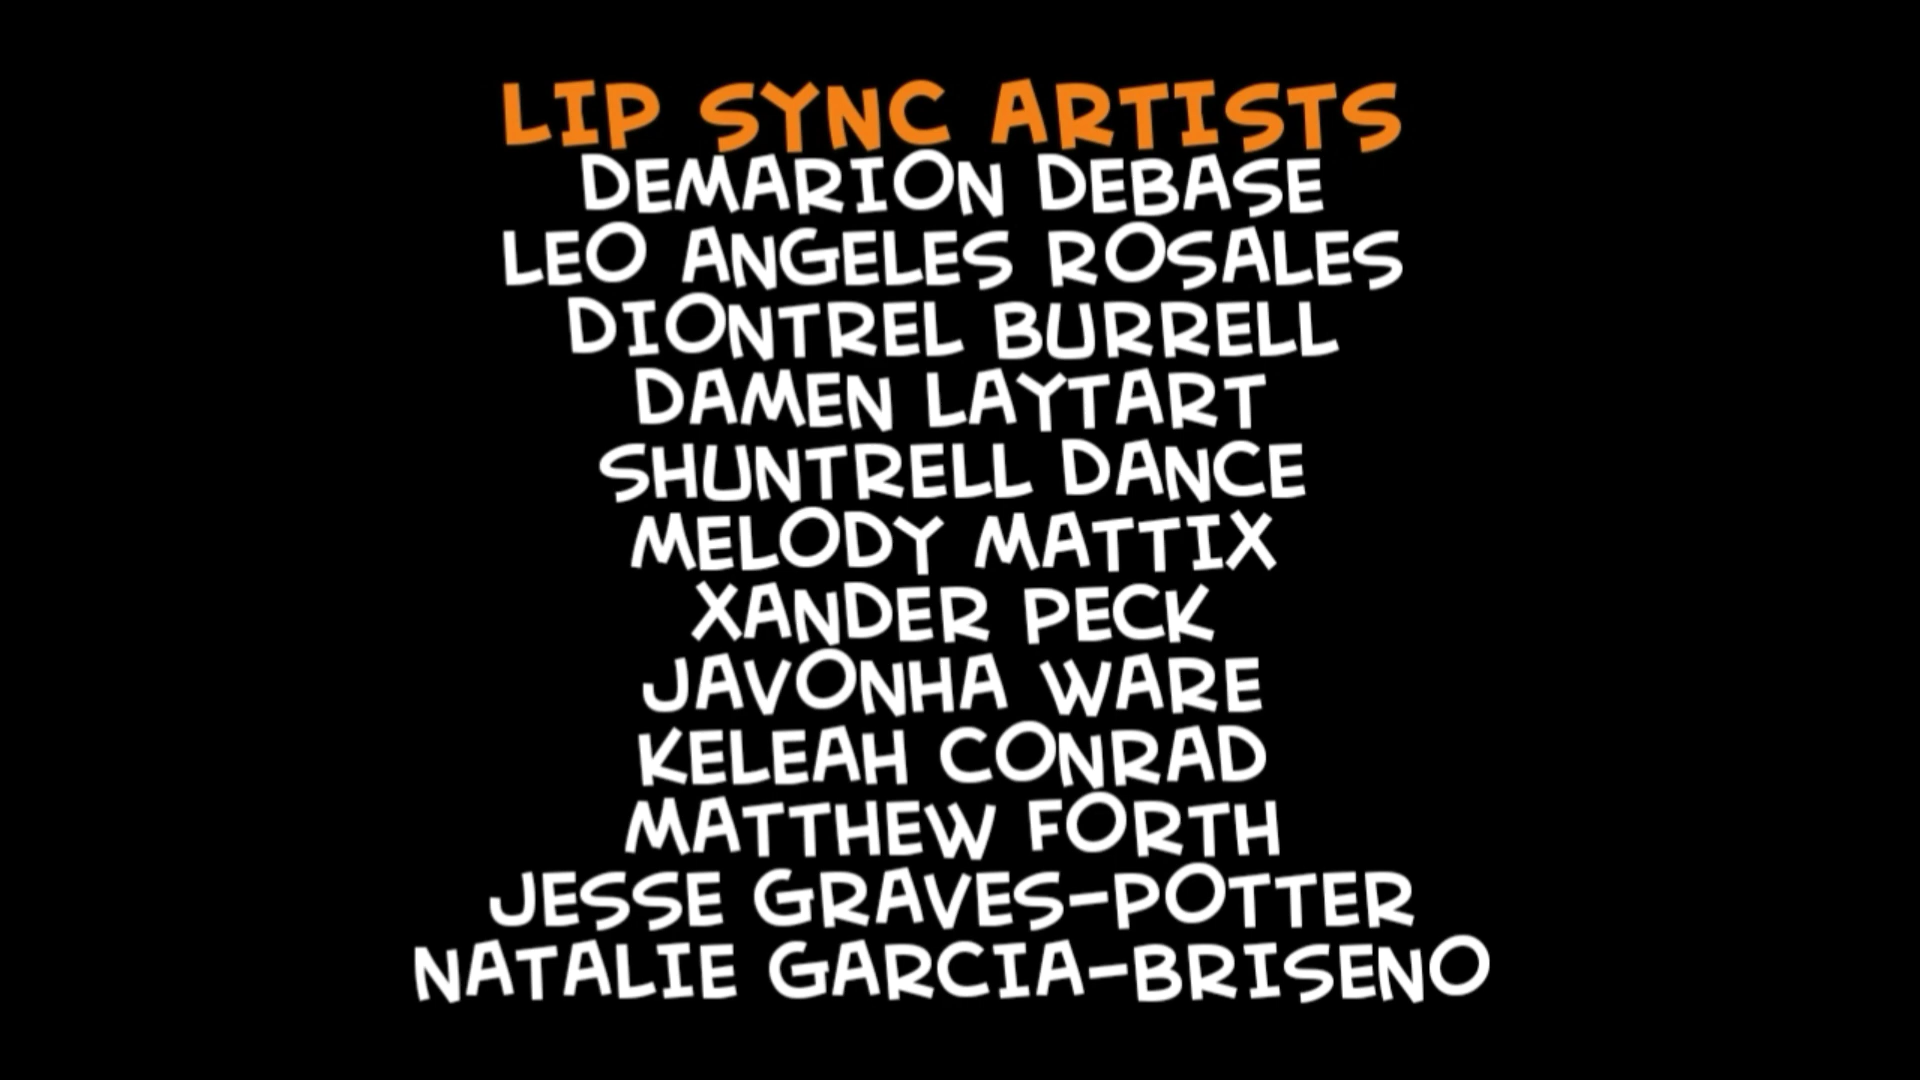 LIP SYNC ARTISTS
DEMARION DEBASE
LEO ANGELES ROSALES
DIONTREL BURRELL
DAMEN LAYTART
SHUNTRELL DANCE
MELODY MATTIX
XANDER PECK
JAVONHA WARE
KELEAH CONRAD
MATTHEW FORTH
JESSE GRAVES-POTTER
NATALIE GARCIA-BRISENO